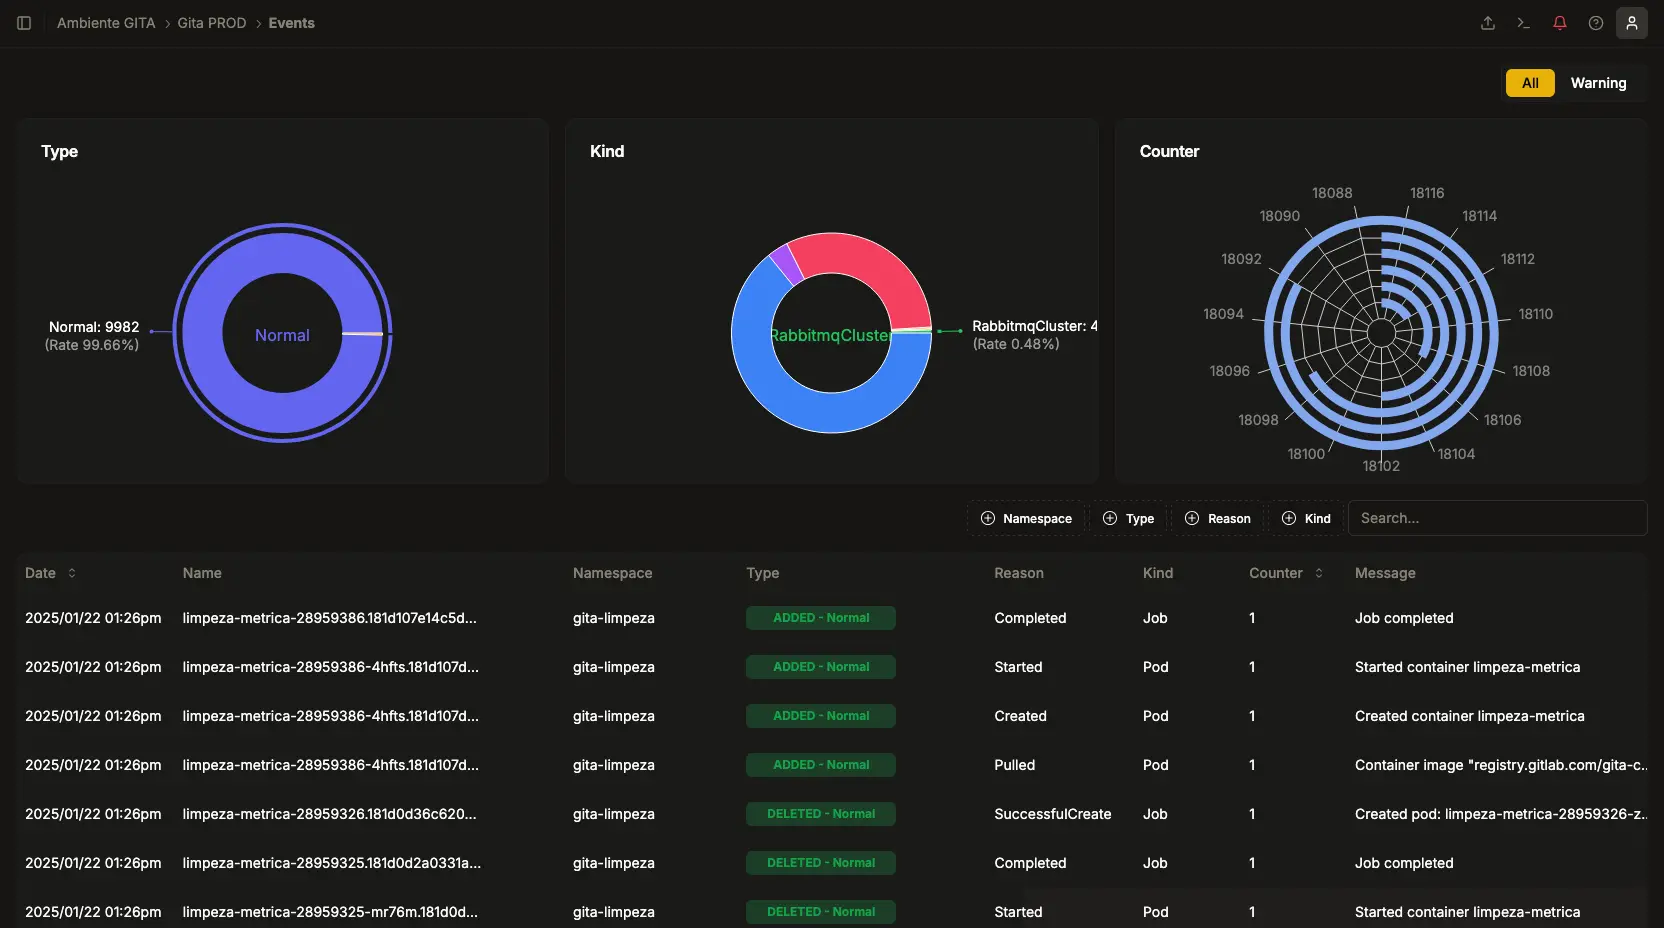 Ambiente GITA > Gita PROD > Events
All Warning
Type
Normal: 9982
(Rate 99.66%)
Normal
Kind
RabbitmqCluster
RabbitmqCluster: 4
(Rate 0.48%)
Counter
18088 18116
18090 18114
18092 18112
18094 18110
18096 18108
18098 18106
18100 18104
18102
Namespace Type Reason Kind Search...
Date Name Namespace Type Reason Kind Counter Message
2025/01/22 01:26pm limpeza-metrica-28959386.181d107e14c5d... gita-limpeza ADDED - Normal Completed Job 1 Job completed
2025/01/22 01:26pm limpeza-metrica-28959386-4hfts.181d107d... gita-limpeza ADDED - Normal Started Pod 1 Started container limpeza-metrica
2025/01/22 01:26pm limpeza-metrica-28959386-4hfts.181d107d... gita-limpeza ADDED - Normal Created Pod 1 Created container limpeza-metrica
2025/01/22 01:26pm limpeza-metrica-28959386-4hfts.181d107d... gita-limpeza ADDED - Normal Pulled Pod 1 Container image "registry.gitlab.com/gita-c..
2025/01/22 01:26pm limpeza-metrica-28959326.181d0d36c620... gita-limpeza DELETED - Normal SuccessfulCreate Job 1 Created pod: limpeza-metrica-28959326-z..
2025/01/22 01:26pm limpeza-metrica-28959325.181d0d2a0331a... gita-limpeza DELETED - Normal Completed Job 1 Job completed
2025/01/22 01:26pm limpeza-metrica-28959325-mr76m.181d0d... gita-limpeza DELETED - Normal Started Pod 1 Started container limpeza-metrica